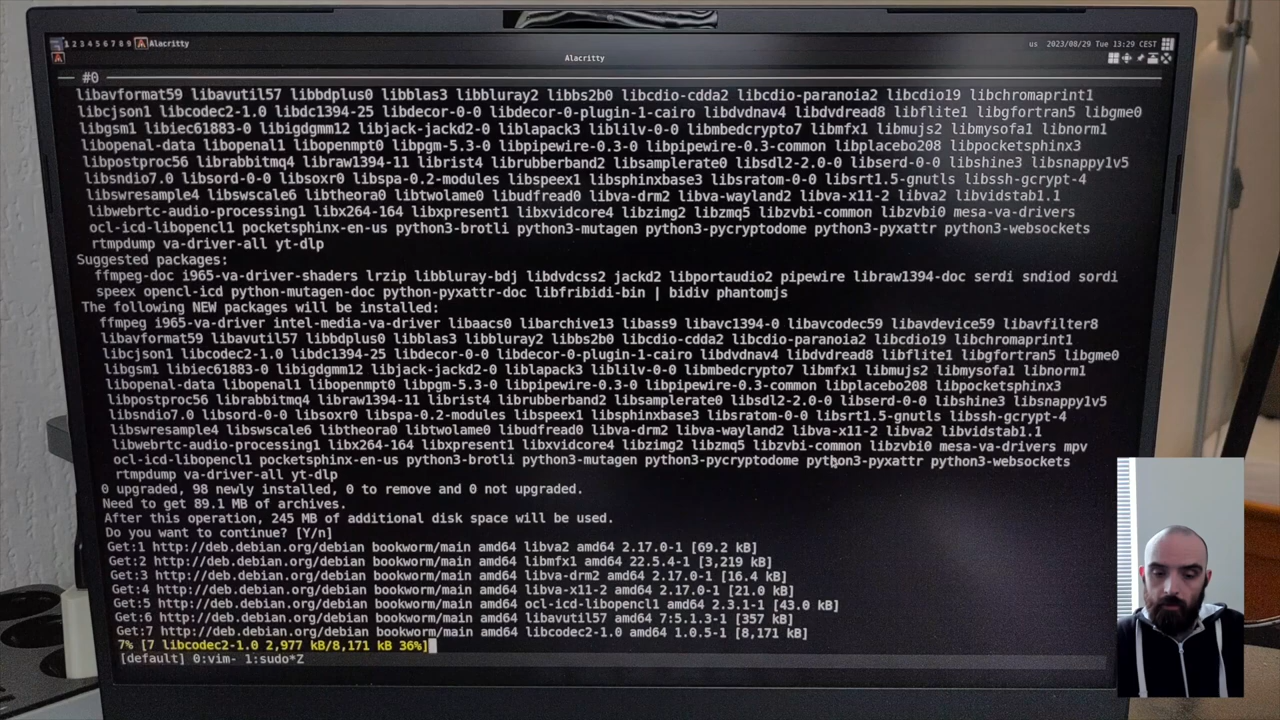 1 2 3 4 5 6 7 8 9 Alacritty
us 2023/08/29 Tue 13:29 CEST
Alacritty
#0
libavformat59 libavutil57 libbdplus0 libblas3 libbluray2 libbs2b0 libcdio-cdda2 libcdio-paranoia2 libcdio19 libchromaprint1
libcjson1 libcodec2-1.0 libdc1394-25 libdecor-0-0 libdecor-0-plugin-1-cairo libdvdnav4 libdvdread8 libflite1 libgfortran5 libgme0
libgsm1 libiec61883-0 libigdgmm12 libjack-jackd2-0 liblapack3 liblilv-0-0 libmbedcrypto7 libmfx1 libmujs2 libmysofa1 libnorm1
libopenal-data libopenal1 libopenmpt0 libpgm-5.3-0 libpipewire-0.3-0 libpipewire-0.3-common libplacebo208 libpocketsphinx3
libpostproc56 librabbitmq4 libraw1394-11 librist4 librubberband2 libsamplerate0 libsdl2-2.0-0 libserd-0-0 libshine3 libsnappy1v5
libsndio7.0 libsord-0-0 libsoxr0 libspa-0.2-modules libspeex1 libsphinxbase3 libsratom-0-0 libsrt1.5-gnutls libssh-gcrypt-4
libswresample4 libswscale6 libtheora0 libtwolame0 libudfread0 libva-drm2 libva-wayland2 libva-x11-2 libva2 libvidstab1.1
libwebrtc-audio-processing1 libx264-164 libxpresent1 libxvidcore4 libzimg2 libzmq5 libzvbi-common libzvbi0 mesa-va-drivers
ocl-icd-libopencl1 pocketsphinx-en-us python3-brotli python3-mutagen python3-pycryptodome python3-pyxattr python3-websockets
rtmpdump va-driver-all yt-dlp
Suggested packages:
ffmpeg-doc i965-va-driver-shaders lrzip libbluray-bdj libdvdcss2 jackd2 libportaudio2 pipewire libraw1394-doc serdi sndiod sordi
speex opencl-icd python-mutagen-doc python-pyxattr-doc libfribidi-bin | bidiv phantomjs
The following NEW packages will be installed:
ffmpeg i965-va-driver intel-media-va-driver libaacs0 libarchive13 libass9 libavc1394-0 libavcodec59 libavdevice59 libavfilter8
libavformat59 libavutil57 libbdplus0 libblas3 libbluray2 libbs2b0 libcdio-cdda2 libcdio-paranoia2 libcdio19 libchromaprint1
libcjson1 libcodec2-1.0 libdc1394-25 libdecor-0-0 libdecor-0-plugin-1-cairo libdvdnav4 libdvdread8 libflite1 libgfortran5 libgme0
libgsm1 libiec61883-0 libigdgmm12 libjack-jackd2-0 liblapack3 liblilv-0-0 libmbedcrypto7 libmfx1 libmujs2 libmysofa1 libnorm1
libopenal-data libopenal1 libopenmpt0 libpgm-5.3-0 libpipewire-0.3-0 libpipewire-0.3-common libplacebo208 libpocketsphinx3
libpostproc56 librabbitmq4 libraw1394-11 librist4 librubberband2 libsamplerate0 libsdl2-2.0-0 libserd-0-0 libshine3 libsnappy1v5
libsndio7.0 libsord-0-0 libsoxr0 libspa-0.2-modules libspeex1 libsphinxbase3 libsratom-0-0 libsrt1.5-gnutls libssh-gcrypt-4
libswresample4 libswscale6 libtheora0 libtwolame0 libudfread0 libva-drm2 libva-wayland2 libva-x11-2 libva2 libvidstab1.1
libwebrtc-audio-processing1 libx264-164 libxpresent1 libxvidcore4 libzimg2 libzmq5 libzvbi-common libzvbi0 mesa-va-drivers mpv
ocl-icd-libopencl1 pocketsphinx-en-us python3-brotli python3-mutagen python3-pycryptodome python3-pyxattr python3-websockets
rtmpdump va-driver-all yt-dlp
0 upgraded, 98 newly installed, 0 to remove and 0 not upgraded.
Need to get 89.1 MB of archives.
After this operation, 245 MB of additional disk space will be used.
Do you want to continue? [Y/n]
Get:1 http://deb.debian.org/debian bookworm/main amd64 libva2 amd64 2.17.0-1 [69.2 kB]
Get:2 http://deb.debian.org/debian bookworm/main amd64 libmfx1 amd64 22.5.4-1 [3,219 kB]
Get:3 http://deb.debian.org/debian bookworm/main amd64 libva-drm2 amd64 2.17.0-1 [16.4 kB]
Get:4 http://deb.debian.org/debian bookworm/main amd64 libva-x11-2 amd64 2.17.0-1 [21.0 kB]
Get:5 http://deb.debian.org/debian bookworm/main amd64 ocl-icd-libopencl1 amd64 2.3.1-1 [43.0 kB]
Get:6 http://deb.debian.org/debian bookworm/main amd64 libavutil57 amd64 7:5.1.3-1 [357 kB]
Get:7 http://deb.debian.org/debian bookworm/main amd64 libcodec2-1.0 amd64 1.0.5-1 [8,171 kB]
7% [7 libcodec2-1.0 2,977 kB/8,171 kB 36%]
[default] 0:vim- 1:sudo*Z